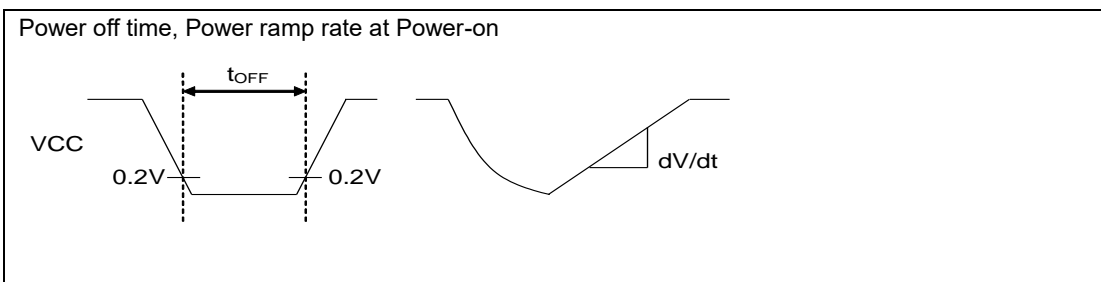 Power off time, Power ramp rate at Power-on
tOFF
VCC
0.2V
0.2V
dV/dt